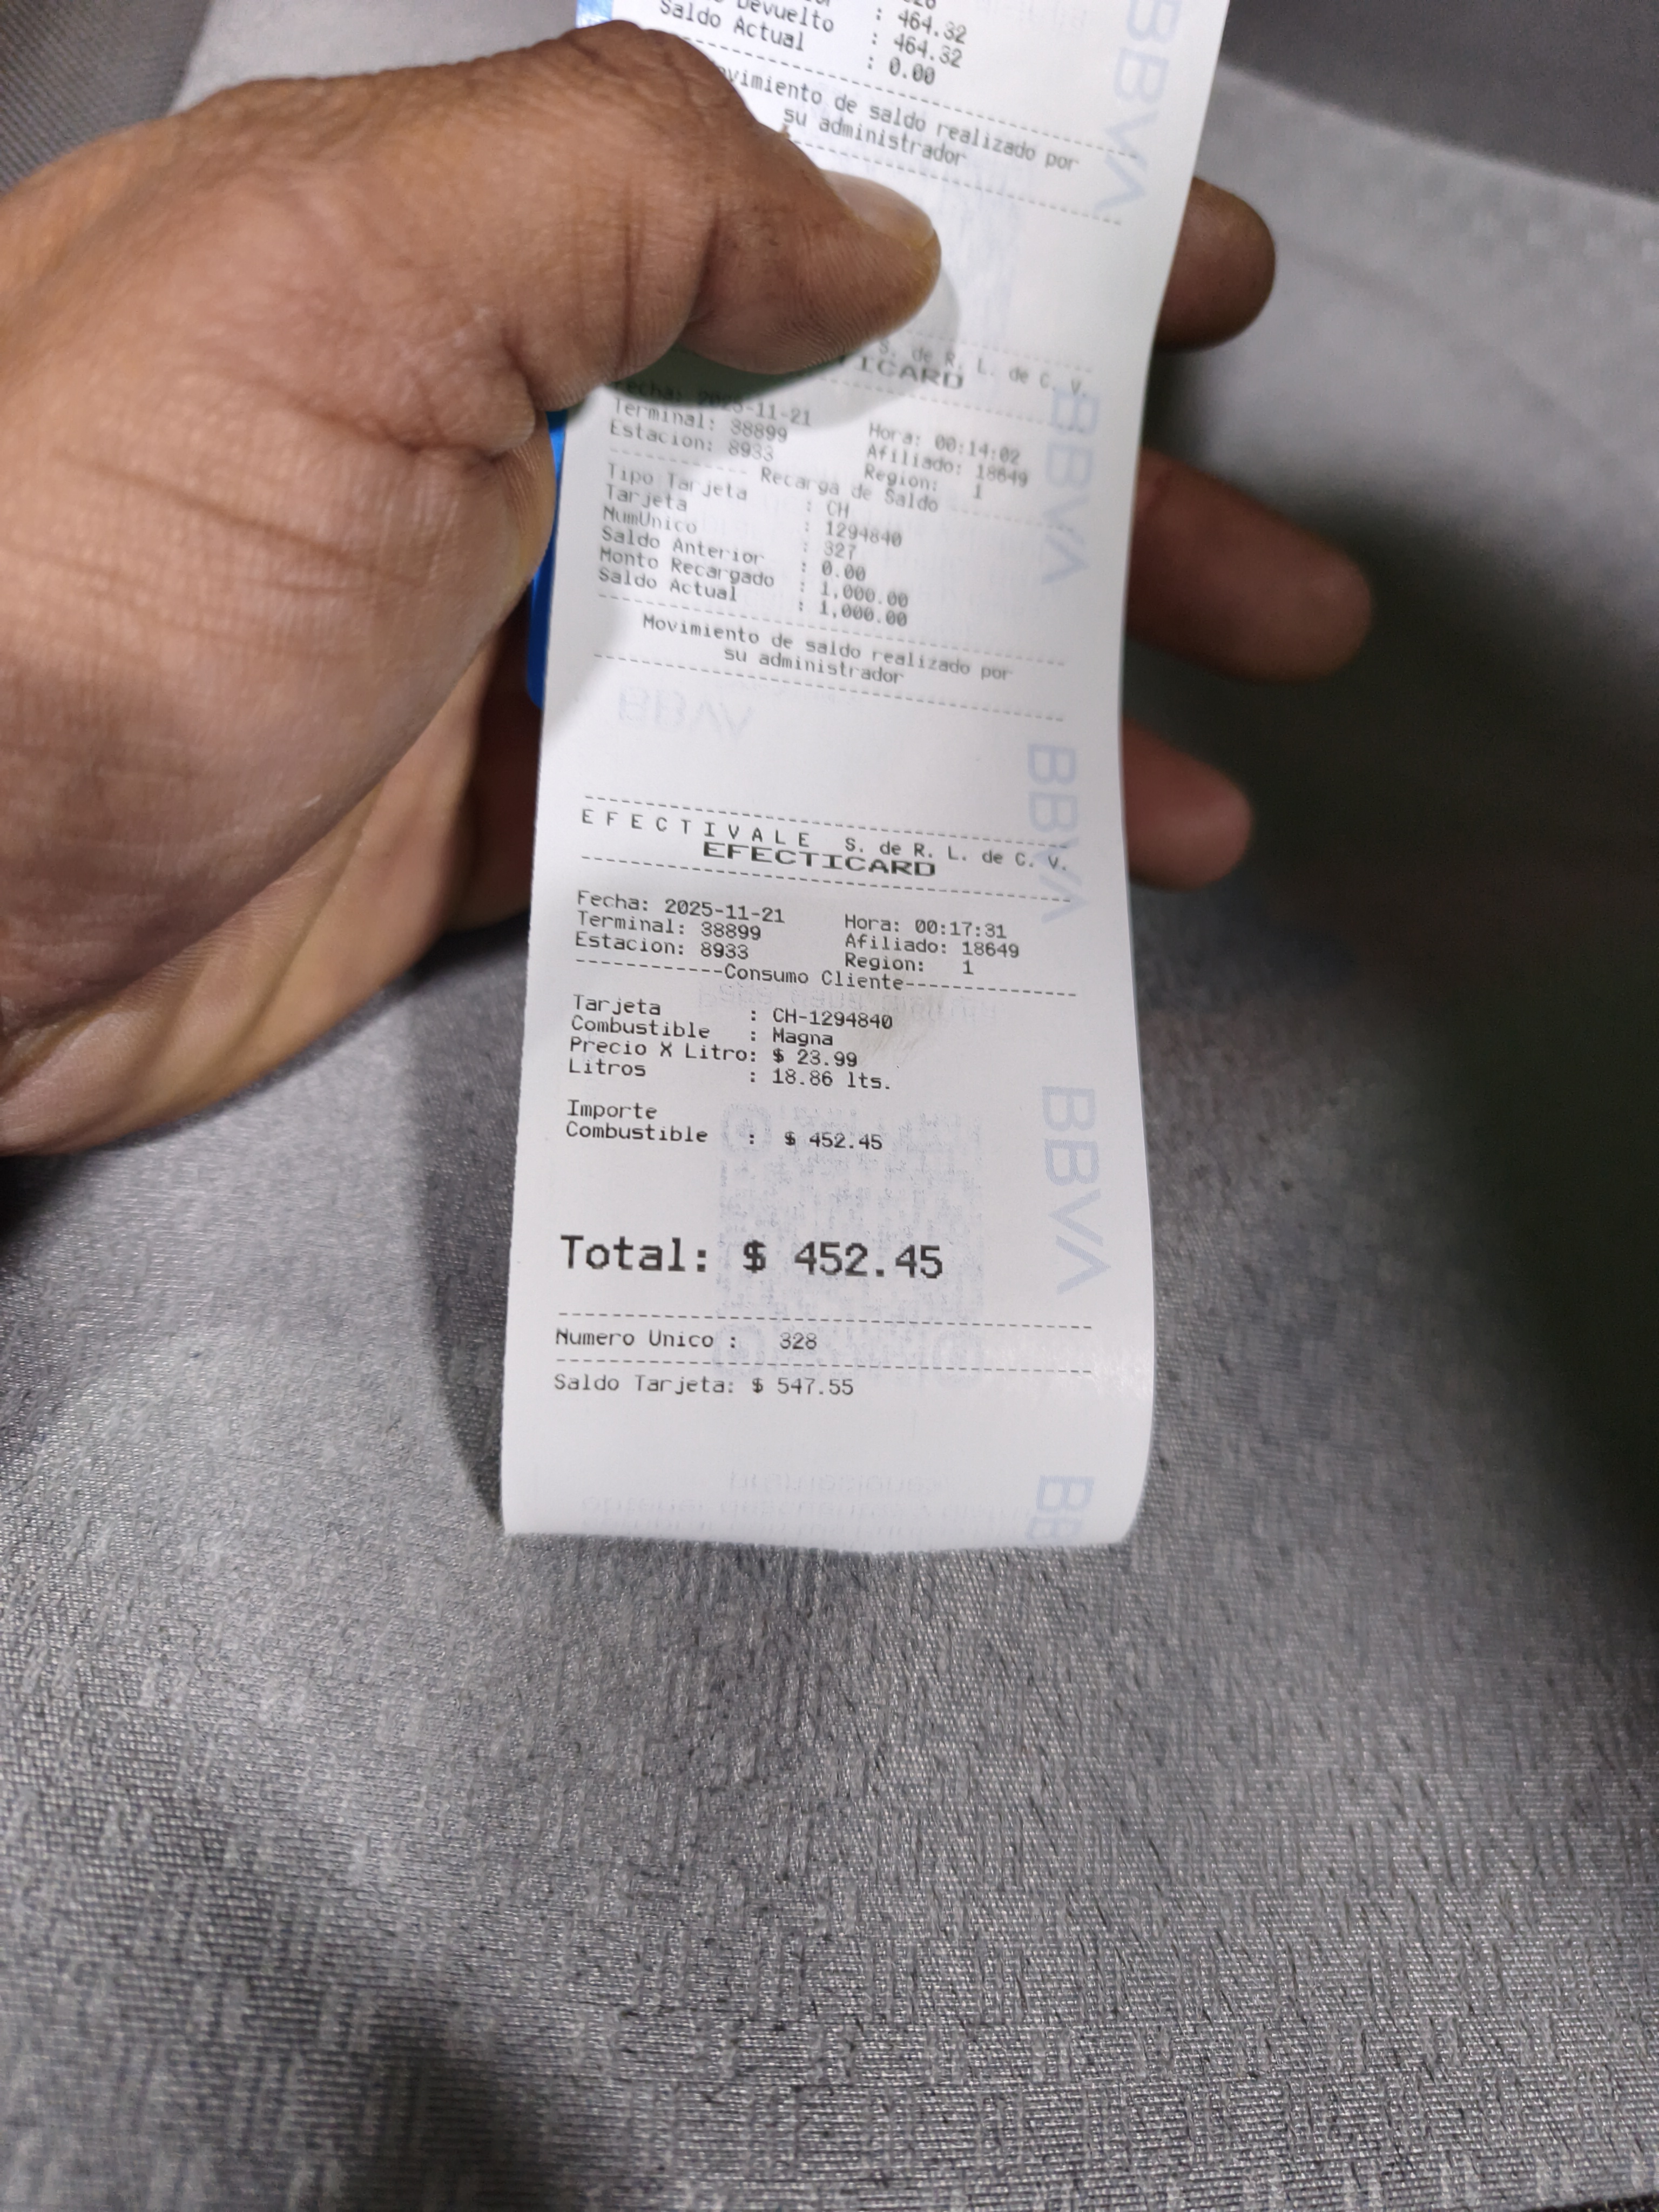 Devuelto : 464.32
Saldo Actual : 464.32
: 0.00
Movimiento de saldo realizado por
su administrador
S. de R. L. de C. V.
Fecha: 2025-11-21 Hora: 00:14:02
Terminal: 38899 Afiliado: 18649
Estacion: 8933 Region: 1
Recarga de Saldo
Tipo Tarjeta : CH
Tarjeta : 1294840
NumUnico : 327
Saldo Anterior : 0.00
Monto Recargado : 1,000.00
Saldo Actual : 1,000.00
Movimiento de saldo realizado por
su administrador
EFECTIVALE S. de R. L. de C. V.
EFECTICARD
Fecha: 2025-11-21 Hora: 00:17:31
Terminal: 38899 Afiliado: 18649
Estacion: 8933 Region: 1
------------Consumo Cliente--------------
Tarjeta : CH-1294840
Combustible : Magna
Precio X Litro: $ 23.99
Litros : 18.86 lts.
Importe
Combustible : $ 452.45
Total: $ 452.45
Numero Unico : 328
Saldo Tarjeta: $ 547.55
BBVA
BBVA
BBVA
BBVA